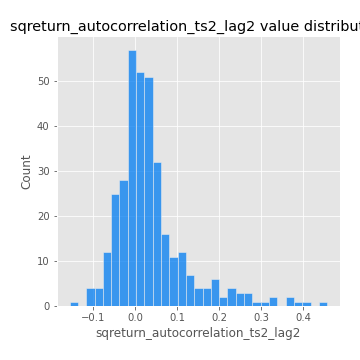 sqreturn_autocorrelation_ts2_lag2 value distribut
Count
50
40
30
20
10
0
−0.1 0.0 0.1 0.2 0.3 0.4
sqreturn_autocorrelation_ts2_lag2